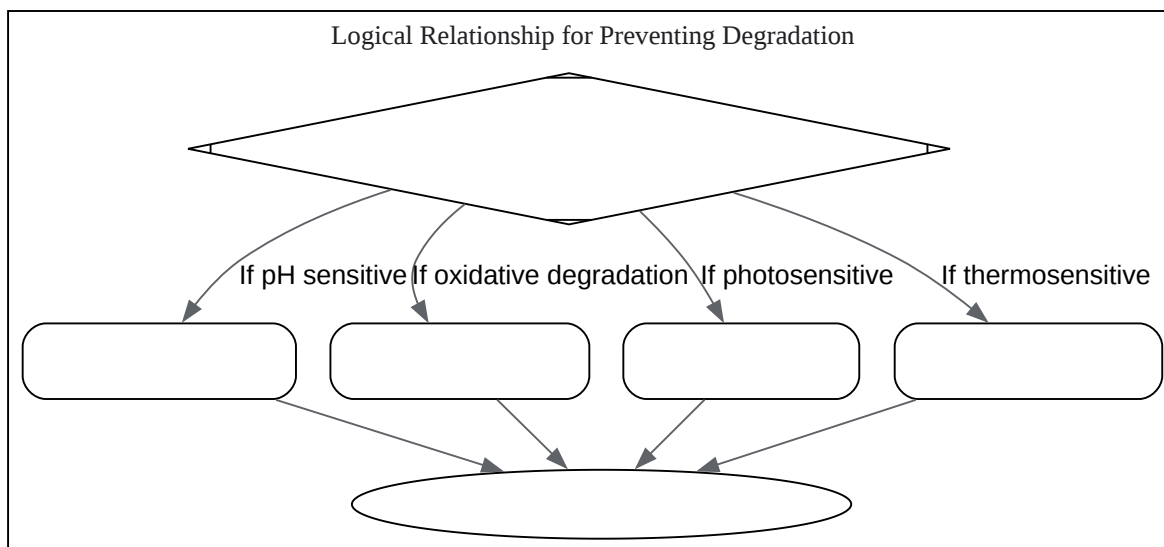 Logical Relationship for Preventing Degradation
If pH sensitive
If oxidative degradation
If photosensitive
If thermosensitive